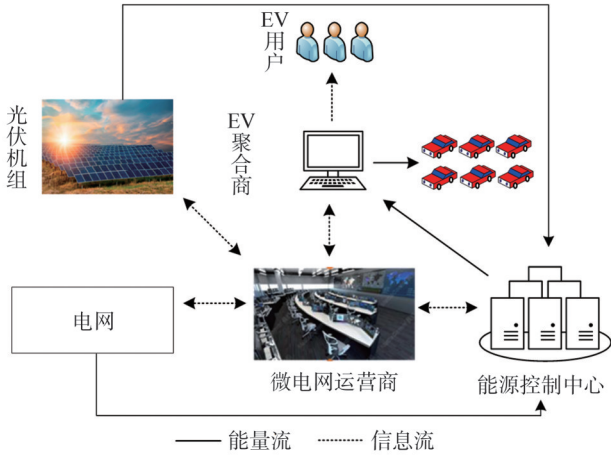 EV
用
户
光
伏
机
组
EV
聚
合
商
电网
微电网运营商
能源控制中心
能量流
信息流